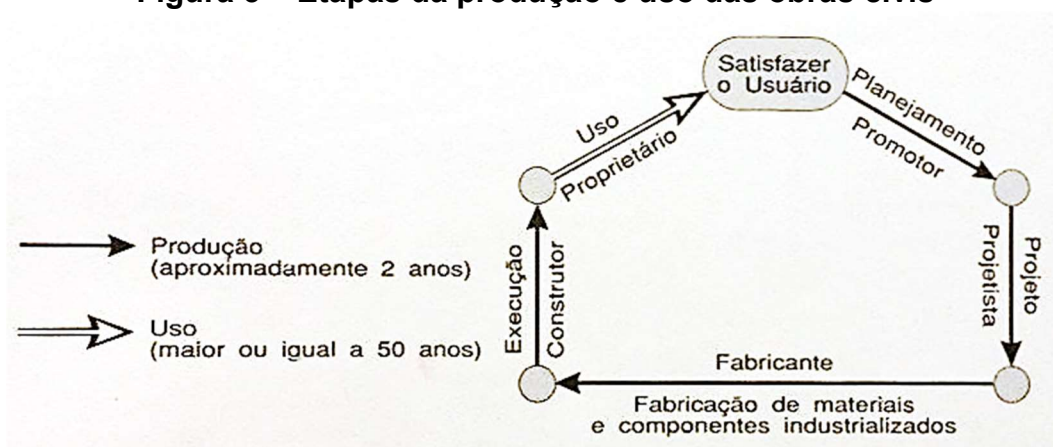 Satisfazer
o Usuário
Planejamento
Promotor
Projeto
Projetista
Fabricante
Fabricação de materiais
e componentes industrializados
Execução
Construtor
Uso
Proprietário
Produção
(aproximadamente 2 anos)
Uso
(maior ou igual a 50 anos)